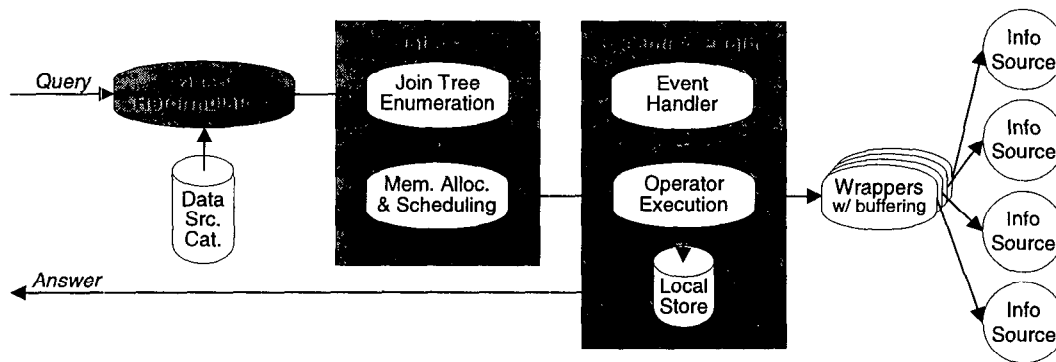 Query
Join Tree
Enumeration
Mem. Alloc.
& Scheduling
Event
Handler
Operator
Execution
Local
Store
Data
Src.
Cat.
Answer
Wrappers
w/ buffering
Info
Source
Info
Source
Info
Source
Info
Source